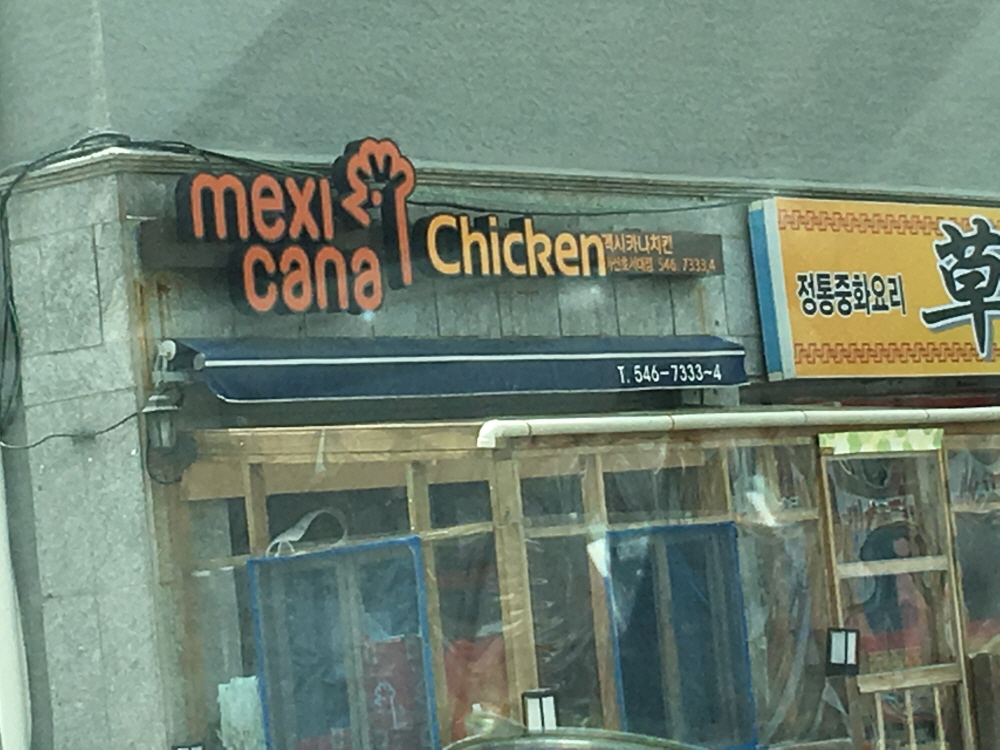 mexi
cana
Chicken
멕시카나치킨
546 7333,4
T. 546-7333~4
정통중화요리
草